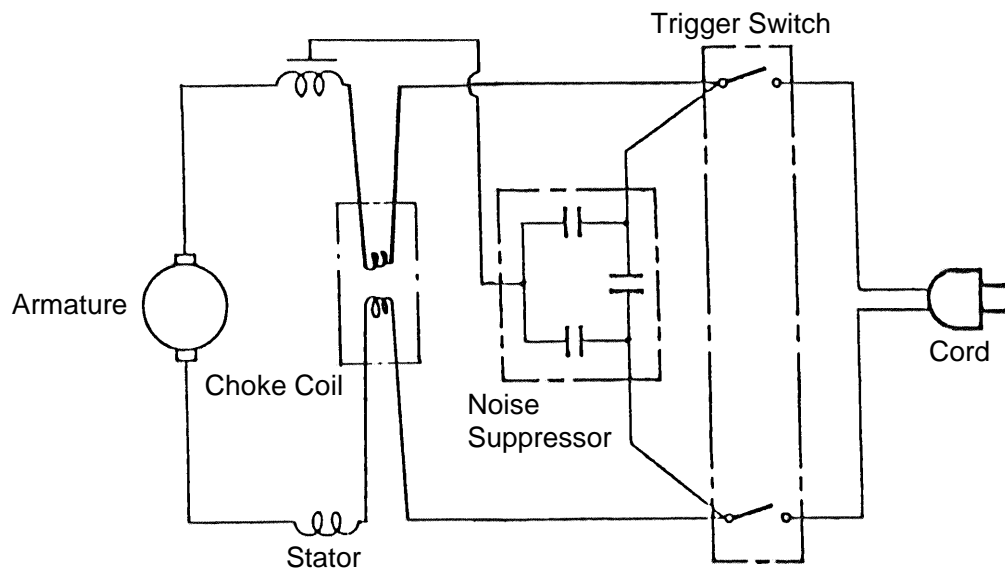 Trigger Switch
Armature
Choke Coil
Noise
Suppressor
Cord
Stator